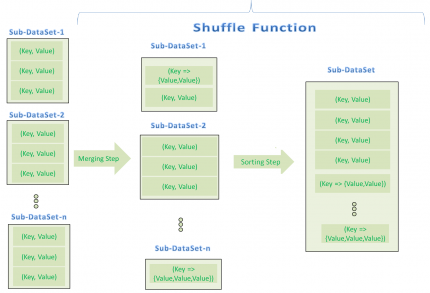 Shuffle Function
Sub-DataSet-1
(Key, Value)
(Key, Value)
(Key, Value)
Sub-DataSet-2
(Key, Value)
(Key, Value)
(Key, Value)
Sub-DataSet-n
(Key, Value)
(Key, Value)
(Key, Value)
Merging Step
Sub-DataSet-1
(Key =>
{Value,Value})
(Key, Value)
Sub-DataSet-2
(Key, Value)
(Key, Value)
(Key, Value)
Sub-DataSet-n
(Key =>
{Value,Value,Value})
Sorting Step
Sub-DataSet
(Key, Value)
(Key, Value)
(Key, Value)
(Key, Value)
(Key => {Value,Value})
(Key =>
{Value,Value,Value})